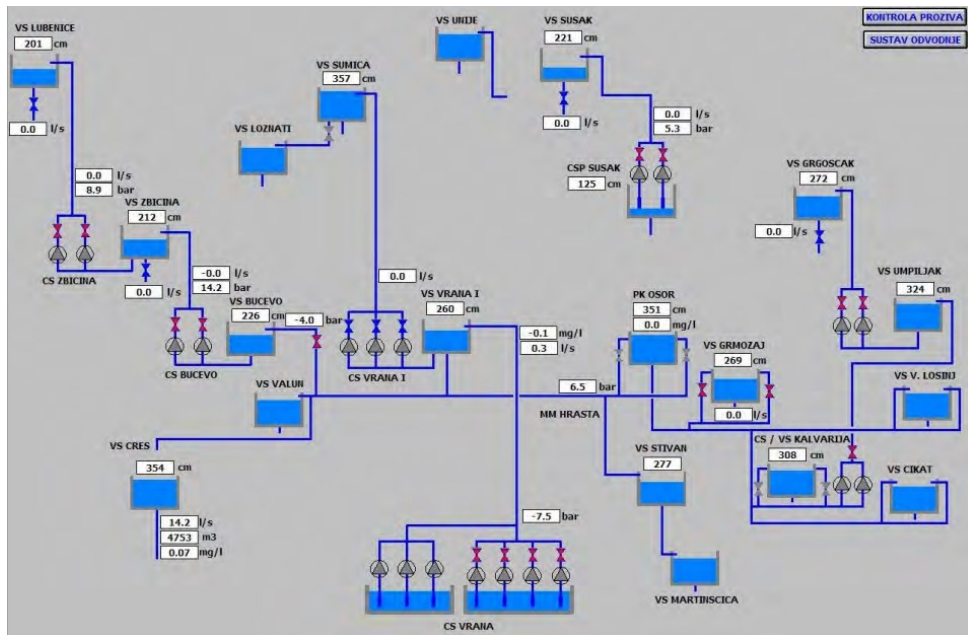 KONTROLA PROZIVA
SUSTAV ODVODNJE
VS LUBENICE
201 cm
0.0 l/s
0.0 l/s
8.9 bar
CS ZBICINA
VS ZBICINA
212 cm
0.0 l/s
-0.0 l/s
14.2 bar
CS BUCEVO
VS BUCEVO
226 cm
-4.0 bar
VS SUMICA
357 cm
VS LOZNATI
0.0 l/s
CS VRANA I
VS VRANA I
260 cm
-0.1 mg/l
0.3 l/s
VS UNIJE
VS SUSAK
221 cm
0.0 l/s
0.0 l/s
5.3 bar
CSP SUSAK
125 cm
VS GRGOSCAK
272 cm
0.0 l/s
VS UMPILJAK
324 cm
PK OSOR
351 cm
0.0 mg/l
VS GRMOZAJ
269 cm
0.0 l/s
VS V. LOSINJ
6.5 bar
MM HRASTA
VS VALUN
VS CRES
354 cm
14.2 l/s
4753 m3
0.07 mg/l
VS STIVAN
277
CS / VS KALVARIJA
308 cm
VS CIKAT
-7.5 bar
CS VRANA
VS MARTINSCICA